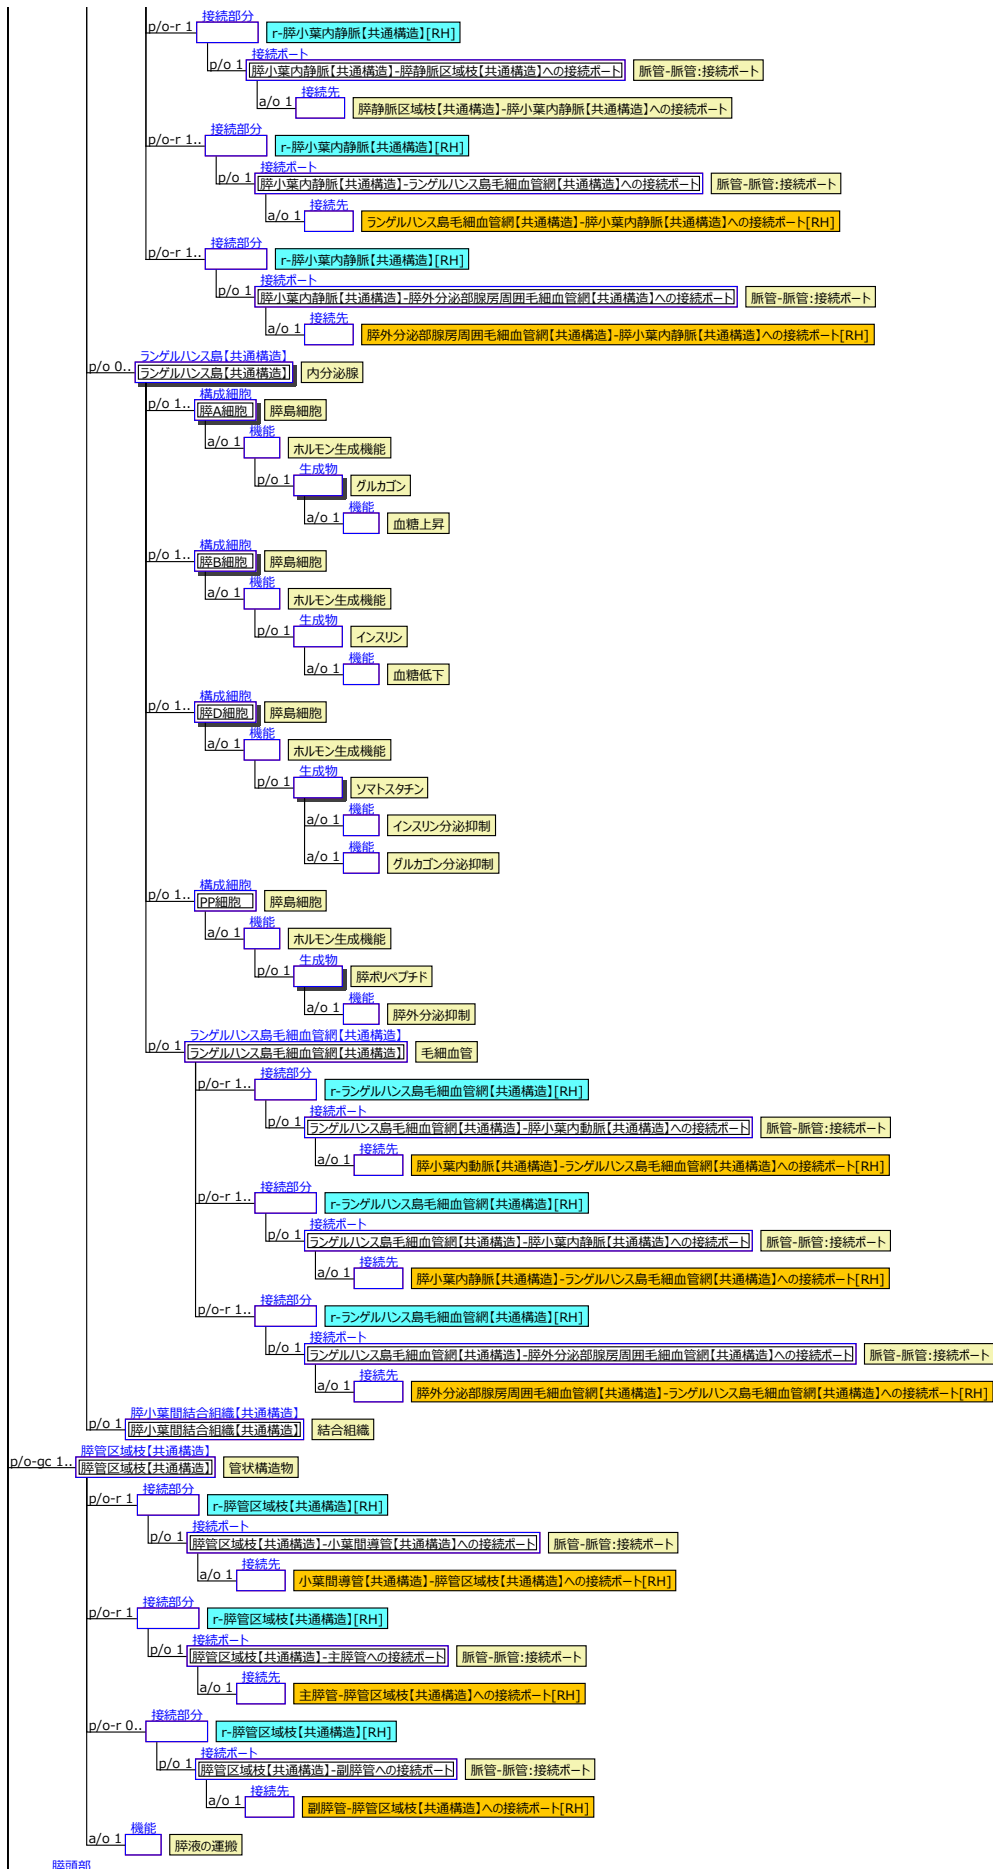 接続部分
p/o-r 1 r-膵小葉内静脈【共通構造】[RH]
接続ポート
p/o 1 膵小葉内静脈【共通構造】-膵静脈区域枝【共通構造】への接続ポート 脈管-脈管:接続ポート
接続先
a/o 1 膵静脈区域枝【共通構造】-膵小葉内静脈【共通構造】への接続ポート
接続部分
p/o-r 1.. r-膵小葉内静脈【共通構造】[RH]
接続ポート
p/o 1 膵小葉内静脈【共通構造】-ランゲルハンス島毛細血管網【共通構造】への接続ポート 脈管-脈管:接続ポート
接続先
a/o 1 ランゲルハンス島毛細血管網【共通構造】-膵小葉内静脈【共通構造】への接続ポート[RH]
接続部分
p/o-r 1.. r-膵小葉内静脈【共通構造】[RH]
接続ポート
p/o 1 膵小葉内静脈【共通構造】-膵外分泌部腺房周囲毛細血管網【共通構造】への接続ポート 脈管-脈管:接続ポート
接続先
a/o 1 膵外分泌部腺房周囲毛細血管網【共通構造】-膵小葉内静脈【共通構造】への接続ポート[RH]
ランゲルハンス島【共通構造】
p/o 0.. ランゲルハンス島【共通構造】 内分泌腺
構成細胞
p/o 1.. 膵A細胞 膵島細胞
機能
a/o 1 ホルモン生成機能
生成物
p/o 1 グルカゴン
機能
a/o 1 血糖上昇
構成細胞
p/o 1.. 膵B細胞 膵島細胞
機能
a/o 1 ホルモン生成機能
生成物
p/o 1 インスリン
機能
a/o 1 血糖低下
構成細胞
p/o 1.. 膵D細胞 膵島細胞
機能
a/o 1 ホルモン生成機能
生成物
p/o 1 ソマトスタチン
機能
a/o 1 インスリン分泌抑制
機能
a/o 1 グルカゴン分泌抑制
構成細胞
p/o 1.. PP細胞 膵島細胞
機能
a/o 1 ホルモン生成機能
生成物
p/o 1 膵ポリペプチド
機能
a/o 1 膵外分泌抑制
ランゲルハンス島毛細血管網【共通構造】
p/o 1 ランゲルハンス島毛細血管網【共通構造】 毛細血管
接続部分
p/o-r 1.. r-ランゲルハンス島毛細血管網【共通構造】[RH]
接続ポート
p/o 1 ランゲルハンス島毛細血管網【共通構造】-膵小葉内動脈【共通構造】への接続ポート 脈管-脈管:接続ポート
接続先
a/o 1 膵小葉内動脈【共通構造】-ランゲルハンス島毛細血管網【共通構造】への接続ポート[RH]
接続部分
p/o-r 1.. r-ランゲルハンス島毛細血管網【共通構造】[RH]
接続ポート
p/o 1 ランゲルハンス島毛細血管網【共通構造】-膵小葉内静脈【共通構造】への接続ポート 脈管-脈管:接続ポート
接続先
a/o 1 膵小葉内静脈【共通構造】-ランゲルハンス島毛細血管網【共通構造】への接続ポート[RH]
接続部分
p/o-r 1.. r-ランゲルハンス島毛細血管網【共通構造】[RH]
接続ポート
p/o 1 ランゲルハンス島毛細血管網【共通構造】-膵外分泌部腺房周囲毛細血管網【共通構造】への接続ポート 脈管-脈管:接続ポート
接続先
a/o 1 膵外分泌部腺房周囲毛細血管網【共通構造】-ランゲルハンス島毛細血管網【共通構造】への接続ポート[RH]
膵小葉間結合組織【共通構造】
p/o 1 膵小葉間結合組織【共通構造】 結合組織
膵管区域枝【共通構造】
p/o-gc 1.. 膵管区域枝【共通構造】 管状構造物
接続部分
p/o-r 1 r-膵管区域枝【共通構造】[RH]
接続ポート
p/o 1 膵管区域枝【共通構造】-小葉間導管【共通構造】への接続ポート 脈管-脈管:接続ポート
接続先
a/o 1 小葉間導管【共通構造】-膵管区域枝【共通構造】への接続ポート[RH]
接続部分
p/o-r 1 r-膵管区域枝【共通構造】[RH]
接続ポート
p/o 1 膵管区域枝【共通構造】-主膵管への接続ポート 脈管-脈管:接続ポート
接続先
a/o 1 主膵管-膵管区域枝【共通構造】への接続ポート[RH]
接続部分
p/o-r 0.. r-膵管区域枝【共通構造】[RH]
接続ポート
p/o 1 膵管区域枝【共通構造】-副膵管への接続ポート 脈管-脈管:接続ポート
接続先
a/o 1 副膵管-膵管区域枝【共通構造】への接続ポート[RH]
機能
a/o 1 膵液の運搬
膵頭部